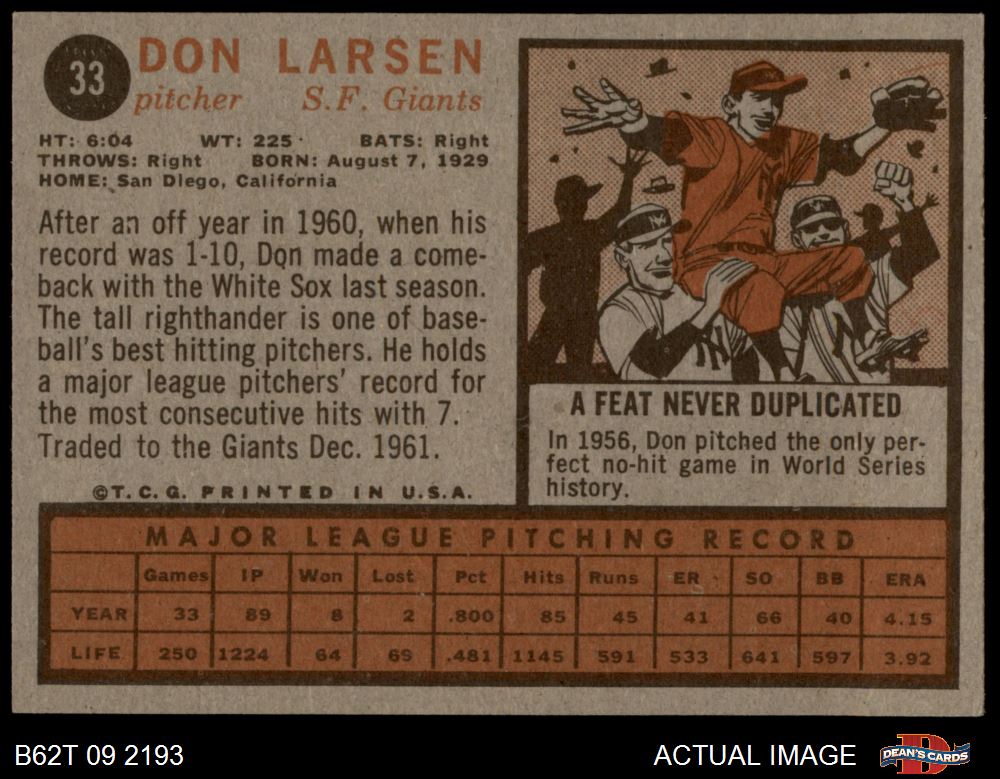 33
DON LARSEN
pitcher S.F. Giants
HT: 6:04 WT: 225 BATS: Right
THROWS: Right BORN: August 7, 1929
HOME: San Diego, California
After an off year in 1960, when his
record was 1-10, Don made a come-
back with the White Sox last season.
The tall righthander is one of base-
ball's best hitting pitchers. He holds
a major league pitchers' record for
the most consecutive hits with 7.
Traded to the Giants Dec. 1961.
©T.C.G. PRINTED IN U.S.A.
NY
A FEAT NEVER DUPLICATED
In 1956, Don pitched the only per-
fect no-hit game in World Series
history.
MAJOR LEAGUE PITCHING RECORD
Games IP Won Lost Pct Hits Runs ER SO BB ERA
YEAR 33 89 8 2 .800 85 45 41 66 40 4.15
LIFE 250 1224 64 69 .481 1145 591 533 641 597 3.92
B62T 09 2193 ACTUAL IMAGE DEAN'S CARDS